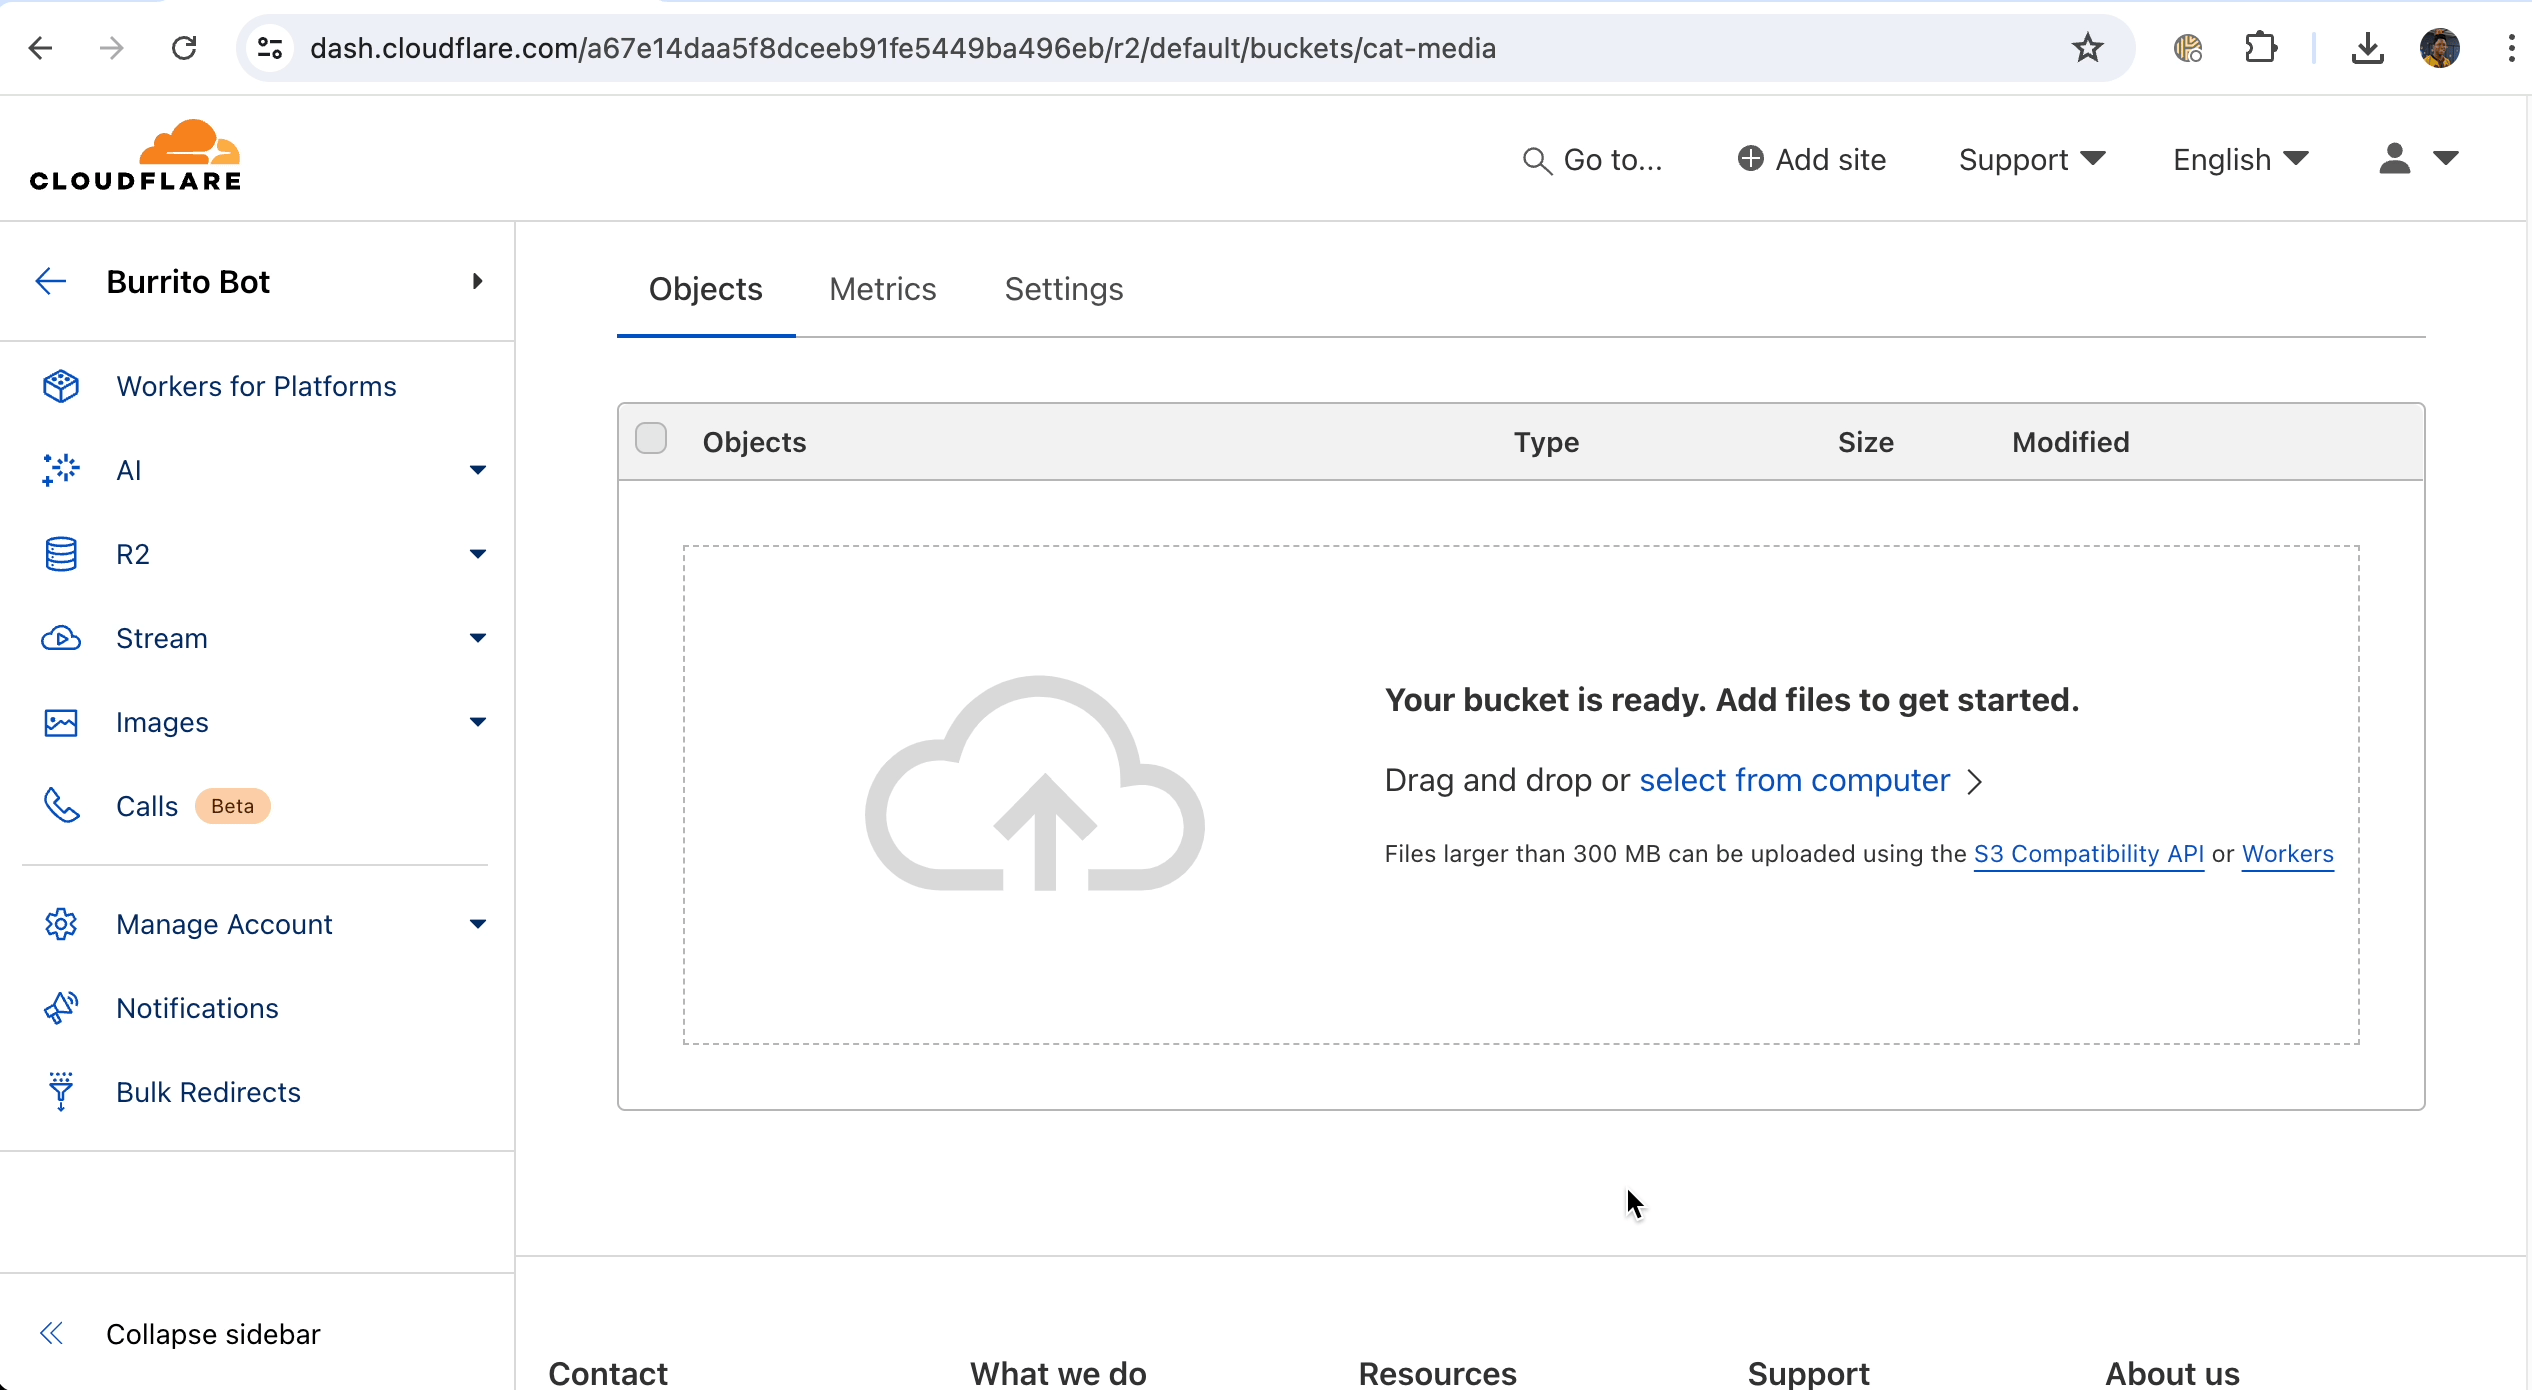 dash.cloudflare.com/a67e14daa5f8dceeb91fe5449ba496eb/r2/default/buckets/cat-media
CLOUDFLARE
Go to...
Add site
Support
English
Burrito Bot
Workers for Platforms
AI
R2
Stream
Images
Calls Beta
Manage Account
Notifications
Bulk Redirects
Collapse sidebar
Objects Metrics Settings
Objects Type Size Modified
Your bucket is ready. Add files to get started.
Drag and drop or select from computer
Files larger than 300 MB can be uploaded using the S3 Compatibility API or Workers
Contact What we do Resources Support About us